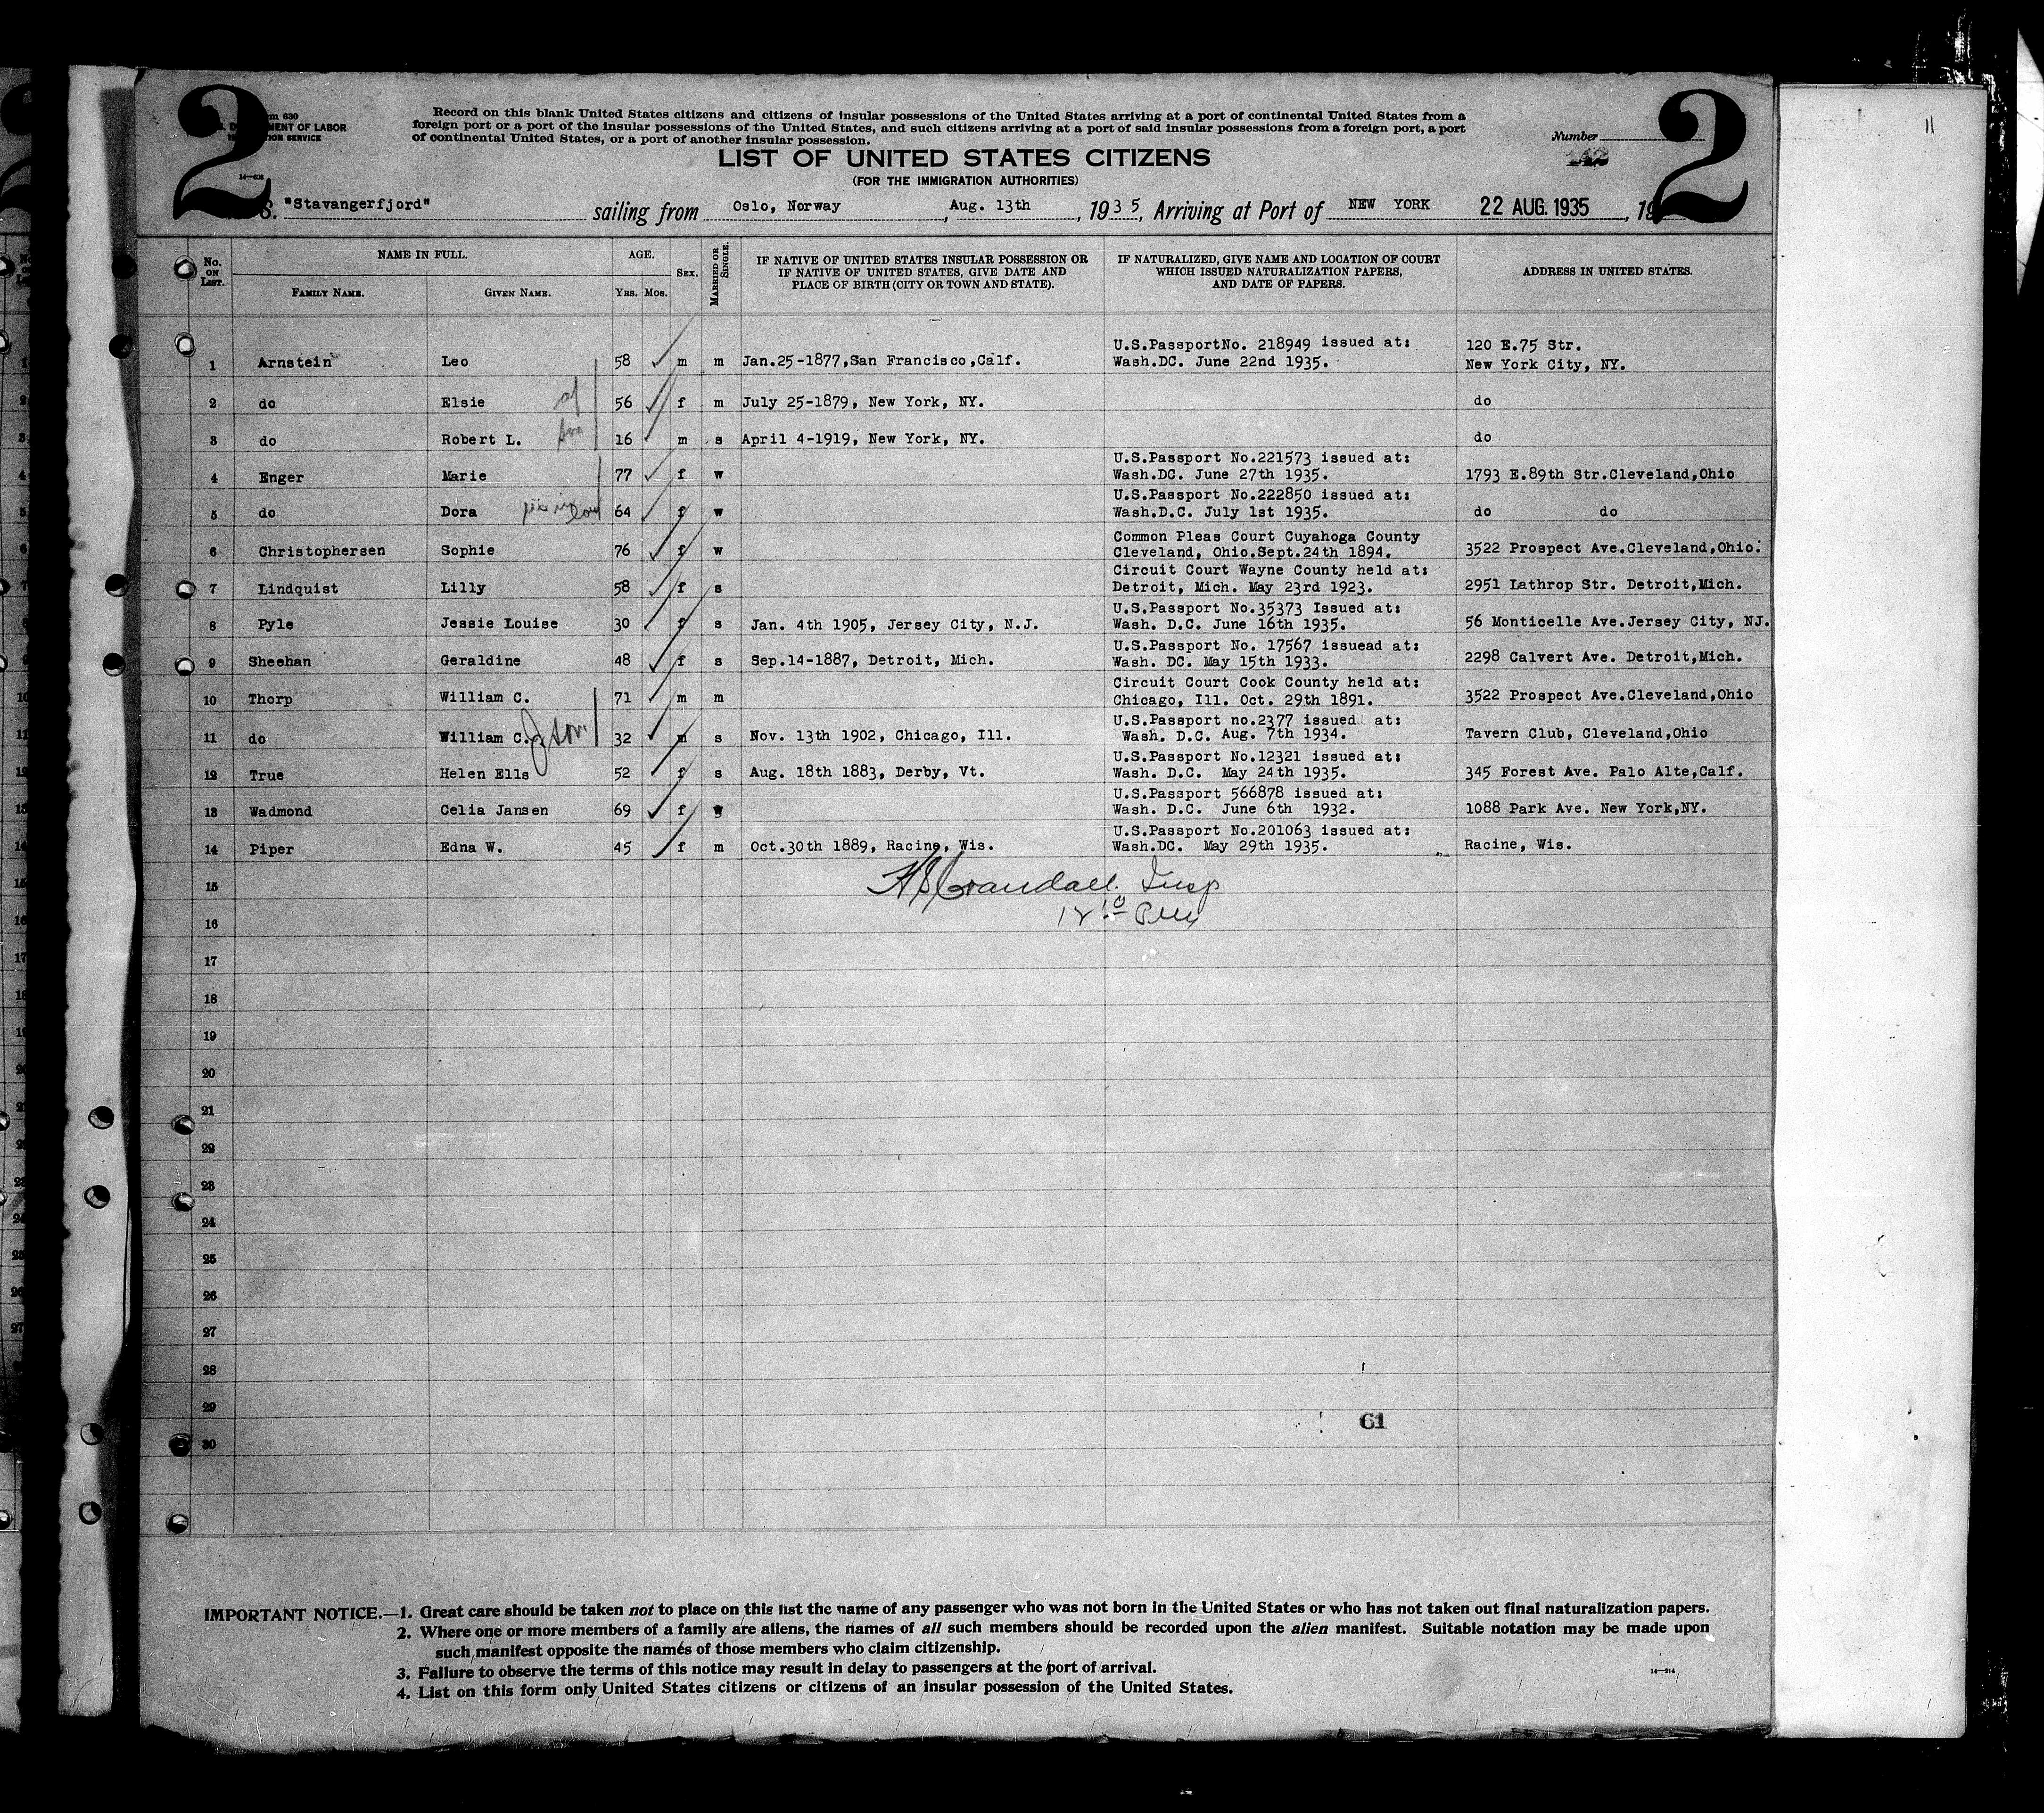 2 2
Form 630
DEPARTMENT OF LABOR
IMMIGRATION SERVICE
Record on this blank United States citizens and citizens of insular possessions of the United States arriving at a port of continental United States from a
foreign port or a port of the insular possessions of the United States, and such citizens arriving at a port of said insular possessions from a foreign port, a port
of continental United States, or a port of another insular possession.
Number
142
LIST OF UNITED STATES CITIZENS
(FOR THE IMMIGRATION AUTHORITIES)
S. "Stavangerfjord" sailing from Oslo, Norway, Aug. 13th, 1935, Arriving at Port of NEW YORK 22 AUG. 1935, 19
No. ON LIST. NAME IN FULL. FAMILY NAME. GIVEN NAME. AGE. YRS. MOS. SEX. MARRIED OR SINGLE. IF NATIVE OF UNITED STATES INSULAR POSSESSION OR IF NATIVE OF UNITED STATES, GIVE DATE AND PLACE OF BIRTH (CITY OR TOWN AND STATE). IF NATURALIZED, GIVE NAME AND LOCATION OF COURT WHICH ISSUED NATURALIZATION PAPERS, AND DATE OF PAPERS. ADDRESS IN UNITED STATES.
U.S.PassportNo. 218949 issued at: 120 E.75 Str.
1 Arnstein Leo 58 m m Jan.25-1877,San Francisco,Calf. Wash.DC. June 22nd 1935. New York City, NY.
2 do Elsie 56 f m July 25-1879, New York, NY. do
3 do Robert L. son 16 m s April 4-1919, New York, NY. do
U.S.Passport No.221573 issued at:
4 Enger Marie 77 f w Wash.DC. June 27th 1935. 1793 E.89th Str.Cleveland,Ohio
U.S.Passport No.222850 issued at:
5 do Dora 64 f w Wash.D.C. July 1st 1935. do do
Common Pleas Court Cuyahoga County
6 Christophersen Sophie 76 f w Cleveland, Ohio.Sept.24th 1894. 3522 Prospect Ave.Cleveland,Ohio.
Circuit Court Wayne County held at:
7 Lindquist Lilly 58 f s Detroit, Mich. May 23rd 1923. 2951 Lathrop Str. Detroit,Mich.
U.S.Passport No.35373 Issued at:
8 Pyle Jessie Louise 30 f s Jan. 4th 1905, Jersey City, N.J. Wash. D.C. June 16th 1935. 56 Monticelle Ave.Jersey City, NJ.
U.S.Passport No. 17567 issuead at:
9 Sheehan Geraldine 48 f s Sep.14-1887, Detroit, Mich. Wash. DC. May 15th 1933. 2298 Calvert Ave. Detroit,Mich.
Circuit Court Cook County held at:
10 Thorp William C. 71 m m Chicago, Ill. Oct. 29th 1891. 3522 Prospect Ave.Cleveland,Ohio
U.S.Passport no.2377 issued at:
11 do William C. J son 32 m s Nov. 13th 1902, Chicago, Ill. Wash. D.C. Aug. 7th 1934. Tavern Club, Cleveland,Ohio
U.S.Passport No.12321 issued at:
12 True Helen Ells 52 f s Aug. 18th 1883, Derby, Vt. Wash. D.C. May 24th 1935. 345 Forest Ave. Palo Alte,Calf.
U.S.Passport 566878 issued at:
13 Wadmond Celia Jansen 69 f w Wash. D.C. June 6th 1932. 1088 Park Ave. New York,NY.
U.S.Passport No.201063 issued at:
14 Piper Edna W. 45 f m Oct.30th 1889, Racine, Wis. Wash.DC. May 29th 1935. Racine, Wis.
15 H S Crandall. Insp
16
17
18
19
20
21
22
23
24
25
26
27
28
29
61
30
IMPORTANT NOTICE.—1. Great care should be taken not to place on this list the name of any passenger who was not born in the United States or who has not taken out final naturalization papers.
2. Where one or more members of a family are aliens, the names of all such members should be recorded upon the alien manifest. Suitable notation may be made upon
such manifest opposite the names of those members who claim citizenship.
3. Failure to observe the terms of this notice may result in delay to passengers at the port of arrival.
14—214
4. List on this form only United States citizens or citizens of an insular possession of the United States.
11